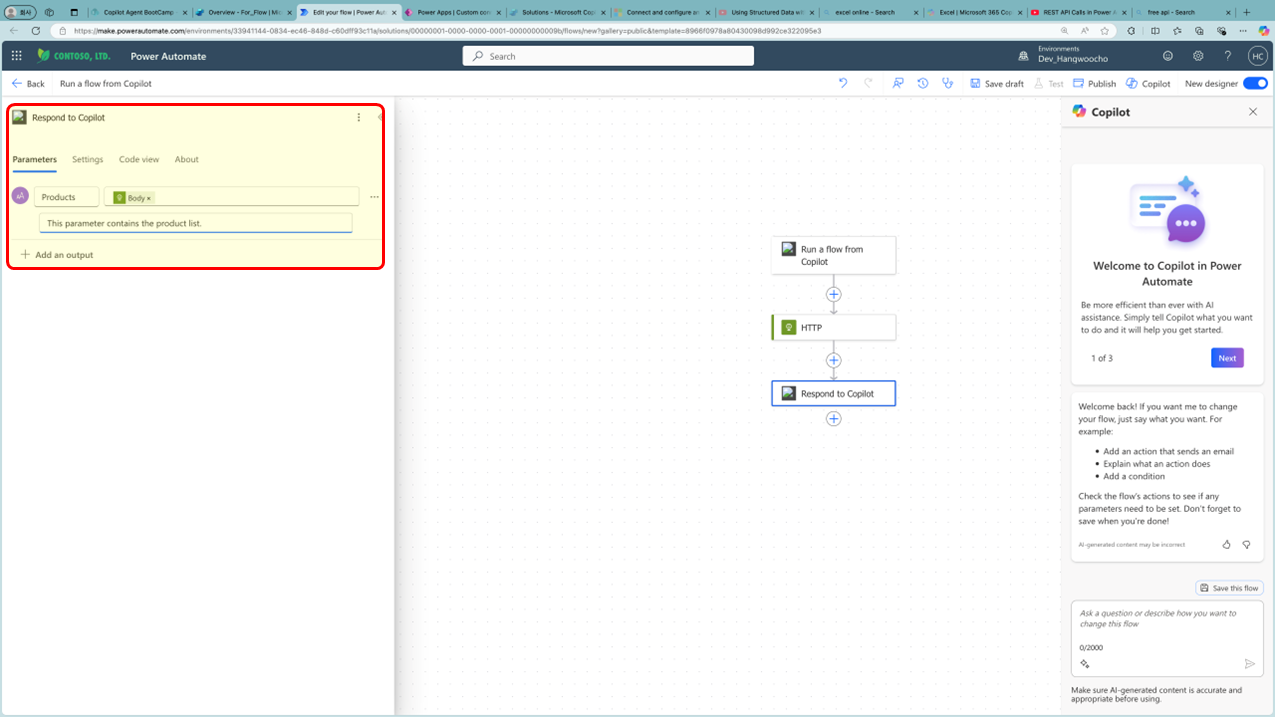 회사
Copilot Agent BootCamp -
Overview - For_Flow | Mic
Edit your flow | Power Aut
Power Apps | Custom con
Solutions - Microsoft Cop
Connect and configure an
Using Structured Data wit
excel online - Search
Excel | Microsoft 365 Cop
REST API Calls in Power A
free api - Search
https://make.powerautomate.com/environments/33941144-0834-ec46-848d-c60dff93c11a/solutions/00000001-0000-0000-0001-00000000009b/flows/new?gallery=public&template=8966f0978a80430098d992ce322095e3
CONTOSO, LTD.
Power Automate
Search
Environments
Dev_Hangwoocho
HC
Back
Run a flow from Copilot
Save draft
Test
Publish
Copilot
New designer
Respond to Copilot
Parameters
Settings
Code view
About
Products
Body ×
This parameter contains the product list.
Add an output
Run a flow from
Copilot
HTTP
Respond to Copilot
Copilot
Welcome to Copilot in Power
Automate
Be more efficient than ever with AI
assistance. Simply tell Copilot what you want
to do and it will help you get started.
1 of 3
Next
Welcome back! If you want me to change
your flow, just say what you want. For
example:
• Add an action that sends an email
• Explain what an action does
• Add a condition
Check the flow's actions to see if any
parameters need to be set. Don't forget to
save when you're done!
AI-generated content may be incorrect
Save this flow
Ask a question or describe how you want to
change this flow
0/2000
Make sure AI-generated content is accurate and
appropriate before using.